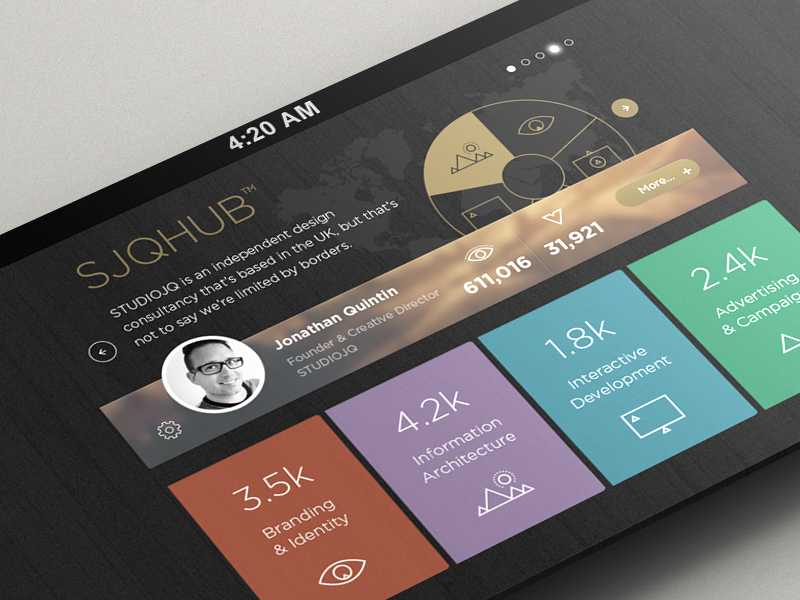 4:20 AM
SJQHUB™
STUDIOJQ is an independent design
consultancy that's based in the UK, but that's
not to say we're limited by borders.
More... +
Jonathan Quintin
Founder & Creative Director
STUDIOJQ
611,016
31,921
3.5k
Branding
& Identity
4.2k
Information
Architecture
1.8k
Interactive
Development
2.4k
Advertising